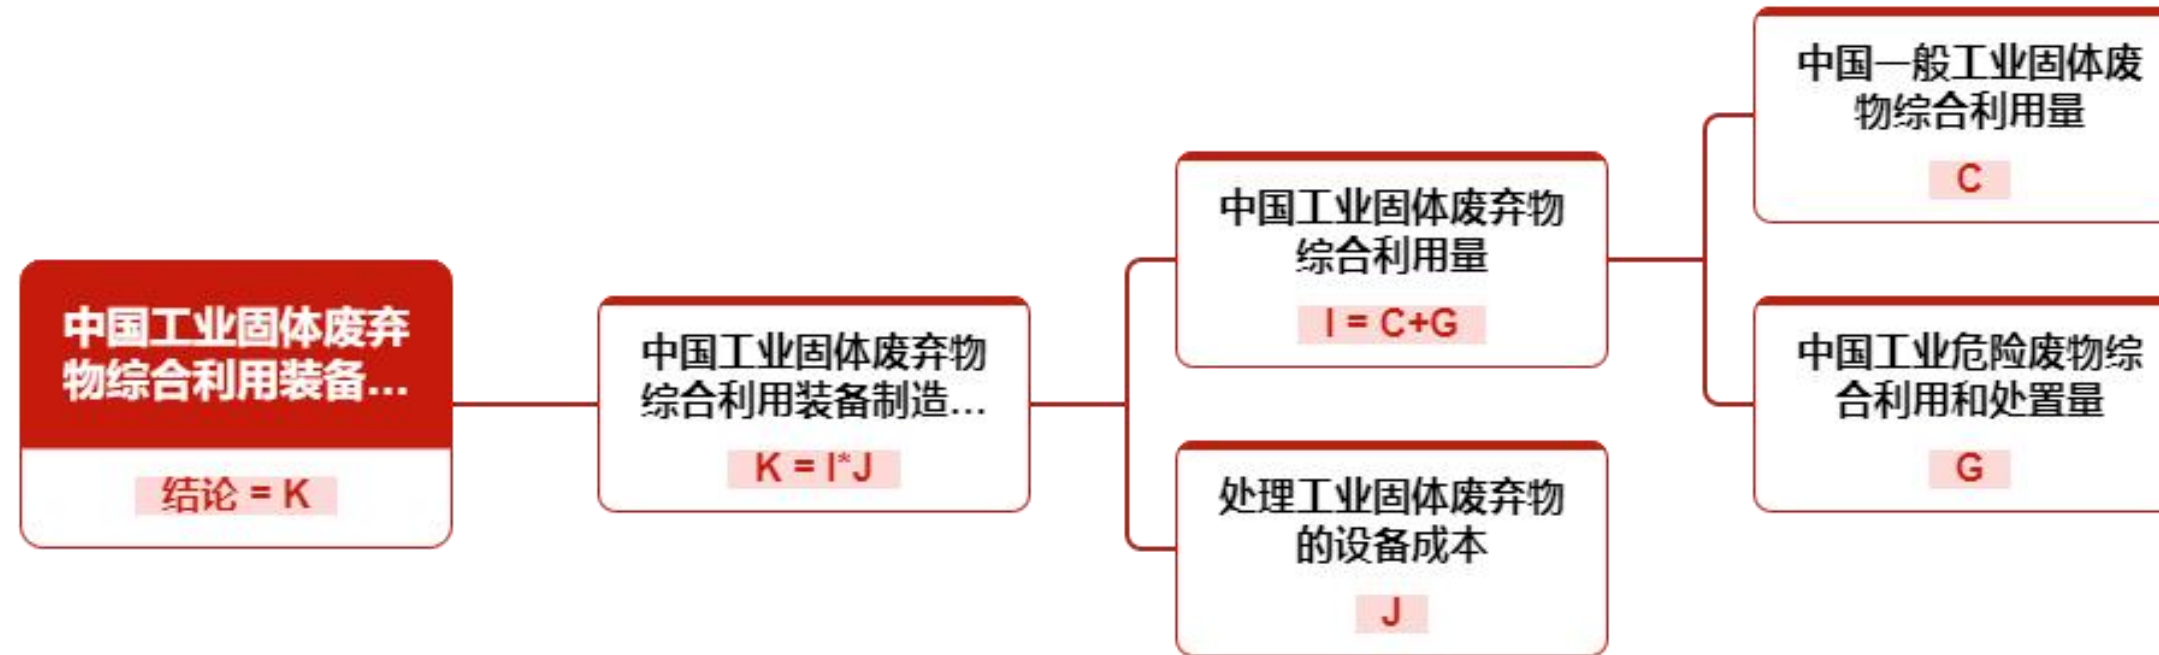 中国工业固体废弃
物综合利用装备...
结论 = K
中国工业固体废弃物
综合利用装备制造...
K = I*J
中国工业固体废弃物
综合利用量
I = C+G
处理工业固体废弃物
的设备成本
J
中国一般工业固体废
物综合利用量
C
中国工业危险废物综
合利用和处置量
G